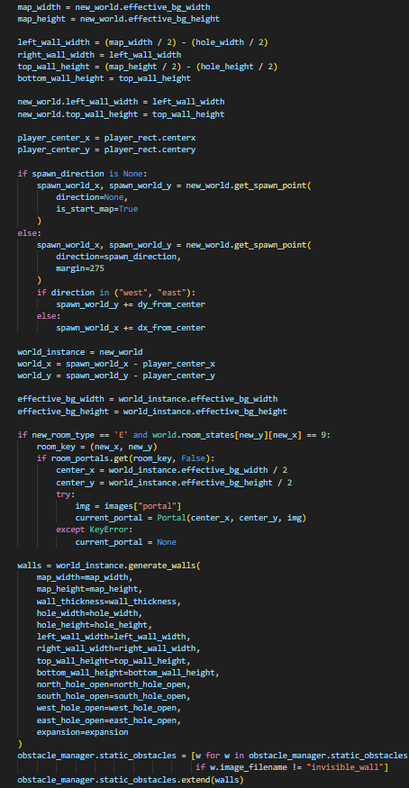 map_width = new_world.effective_bg_width
map_height = new_world.effective_bg_height

left_wall_width = (map_width / 2) - (hole_width / 2)
right_wall_width = left_wall_width
top_wall_height = (map_height / 2) - (hole_height / 2)
bottom_wall_height = top_wall_height

new_world.left_wall_width = left_wall_width
new_world.top_wall_height = top_wall_height

player_center_x = player_rect.centerx
player_center_y = player_rect.centery

if spawn_direction is None:
    spawn_world_x, spawn_world_y = new_world.get_spawn_point(
        direction=None,
        is_start_map=True
    )
else:
    spawn_world_x, spawn_world_y = new_world.get_spawn_point(
        direction=spawn_direction,
        margin=275
    )
    if direction in ("west", "east"):
        spawn_world_y += dy_from_center
    else:
        spawn_world_x += dx_from_center

world_instance = new_world
world_x = spawn_world_x - player_center_x
world_y = spawn_world_y - player_center_y

effective_bg_width = world_instance.effective_bg_width
effective_bg_height = world_instance.effective_bg_height

if new_room_type == 'E' and world.room_states[new_y][new_x] == 9:
    room_key = (new_x, new_y)
    if room_portals.get(room_key, False):
        center_x = world_instance.effective_bg_width / 2
        center_y = world_instance.effective_bg_height / 2
        try:
            img = images["portal"]
            current_portal = Portal(center_x, center_y, img)
        except KeyError:
            current_portal = None

walls = world_instance.generate_walls(
    map_width=map_width,
    map_height=map_height,
    wall_thickness=wall_thickness,
    hole_width=hole_width,
    hole_height=hole_height,
    left_wall_width=left_wall_width,
    right_wall_width=right_wall_width,
    top_wall_height=top_wall_height,
    bottom_wall_height=bottom_wall_height,
    north_hole_open=north_hole_open,
    south_hole_open=south_hole_open,
    west_hole_open=west_hole_open,
    east_hole_open=east_hole_open,
    expansion=expansion
)
obstacle_manager.static_obstacles = [w for w in obstacle_manager.static_obstacles
                                    if w.image_filename != "invisible_wall"]
obstacle_manager.static_obstacles.extend(walls)